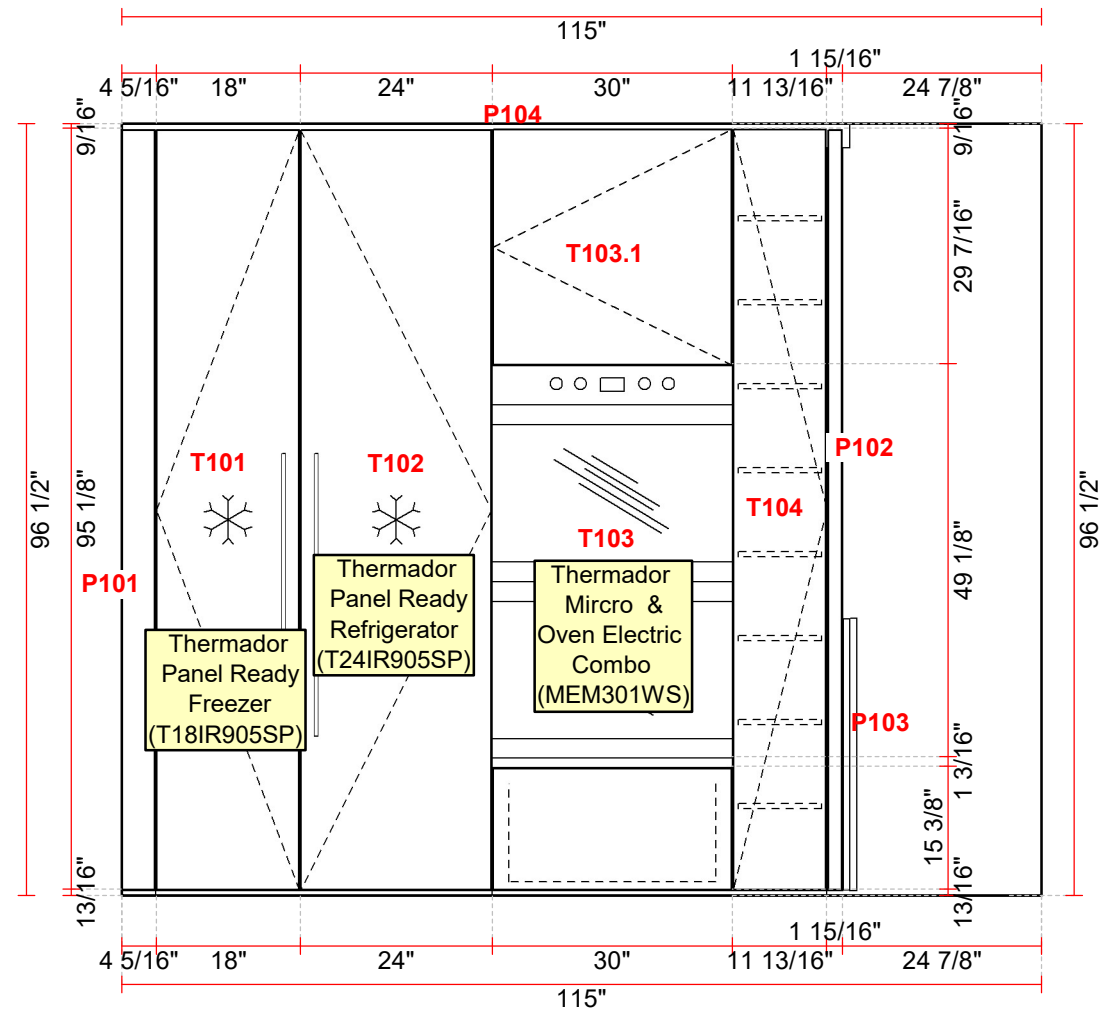 115"
1 15/16"
4 5/16" 18" 24" 30" 11 13/16" 24 7/8"
P104
9/16"
9/16"
29 7/16"
T103.1
96 1/2"
95 1/8"
T101
T102
P102
T104
T103
49 1/8"
96 1/2"
P101
Thermador
Panel Ready
Refrigerator
(T24IR905SP)
Thermador
Mircro &
Oven Electric
Combo
(MEM301WS)
Thermador
Panel Ready
Freezer
(T18IR905SP)
P103
1 3/16"
15 3/8"
13/16"
13/16"
1 15/16"
4 5/16" 18" 24" 30" 11 13/16" 24 7/8"
115"